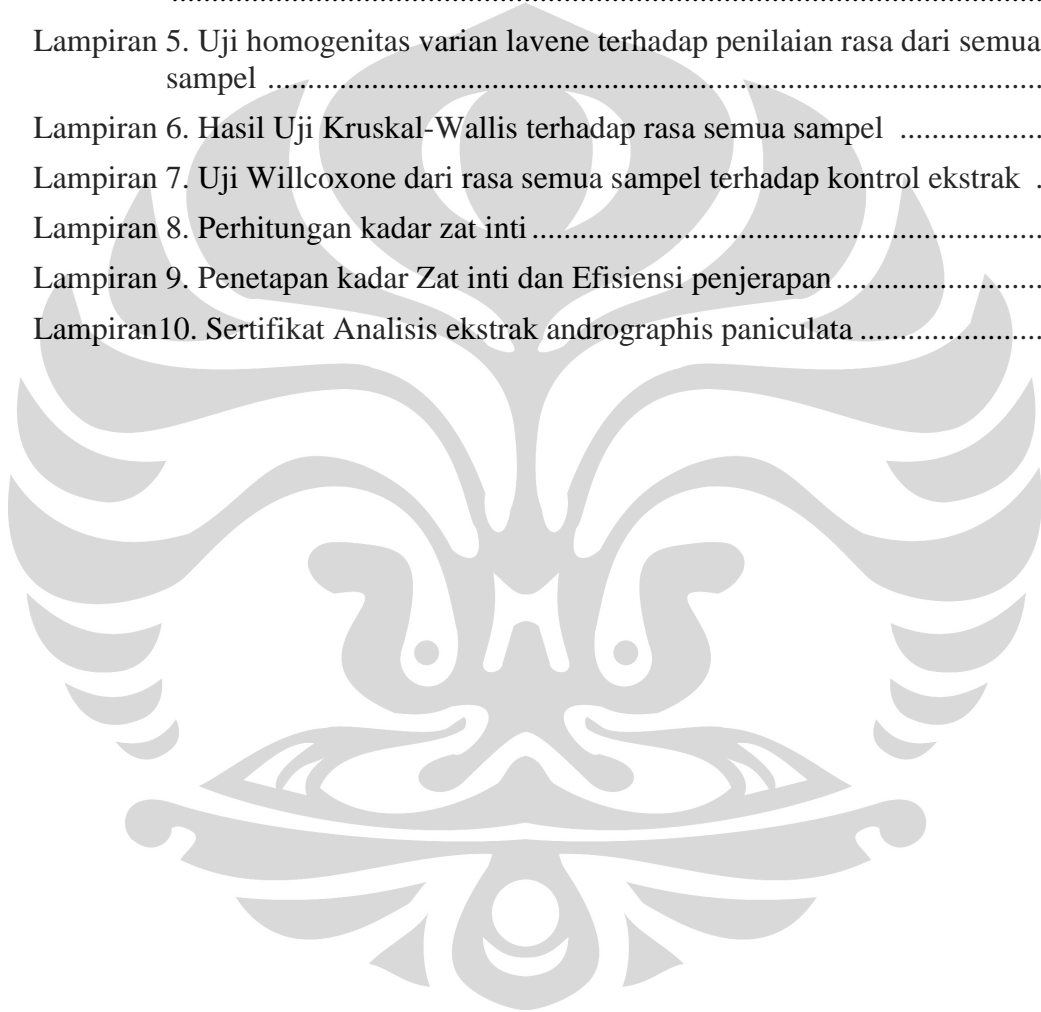 ........................................................................................................................
Lampiran 5. Uji homogenitas varian lavene terhadap penilaian rasa dari semua
sampel .............................................................................................................
Lampiran 6. Hasil Uji Kruskal-Wallis terhadap rasa semua sampel ...................
Lampiran 7. Uji Willcoxone dari rasa semua sampel terhadap kontrol ekstrak .
Lampiran 8. Perhitungan kadar zat inti ........................................................................
Lampiran 9. Penetapan kadar Zat inti dan Efisiensi penjerapan .............................
Lampiran10. Sertifikat Analisis ekstrak andrographis paniculata .........................